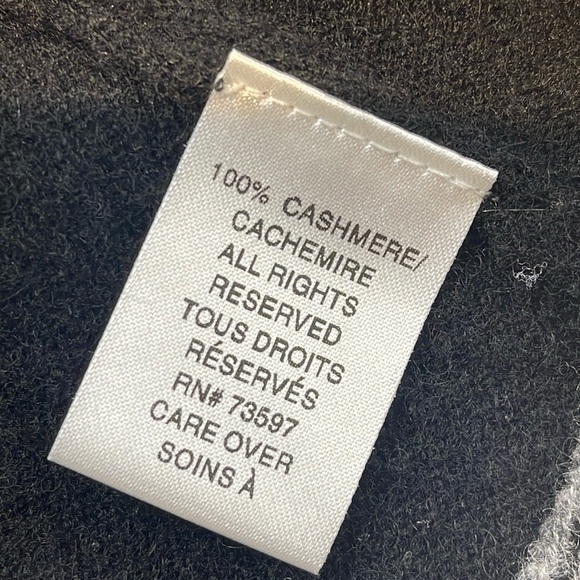 100% CASHMERE/
CACHEMIRE
ALL RIGHTS
RESERVED
TOUS DROITS
RÉSERVÉS
RN# 73597
CARE OVER
SOINS À